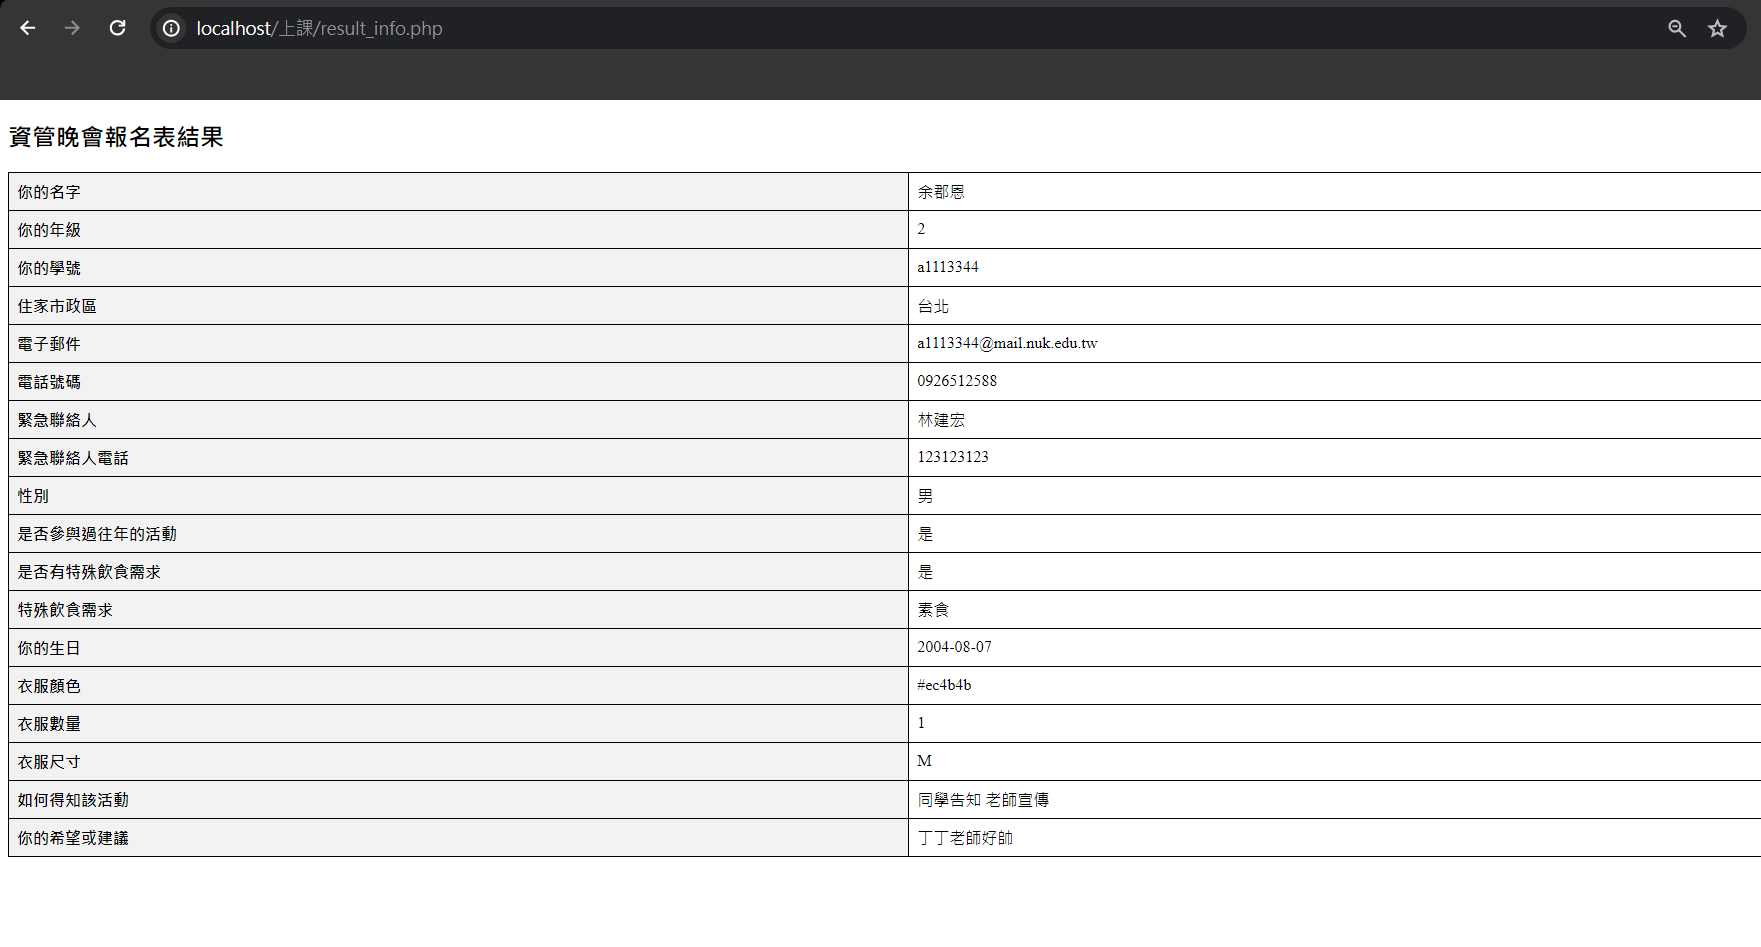 localhost/上課/result_info.php
資管晚會報名表結果
你的名字 余郡恩
你的年級 2
你的學號 a1113344
住家市政區 台北
電子郵件 a1113344@mail.nuk.edu.tw
電話號碼 0926512588
緊急聯絡人 林建宏
緊急聯絡人電話 123123123
性別 男
是否參與過往年的活動 是
是否有特殊飲食需求 是
特殊飲食需求 素食
你的生日 2004-08-07
衣服顏色 #ec4b4b
衣服數量 1
衣服尺寸 M
如何得知該活動 同學告知 老師宣傳
你的希望或建議 丁丁老師好帥